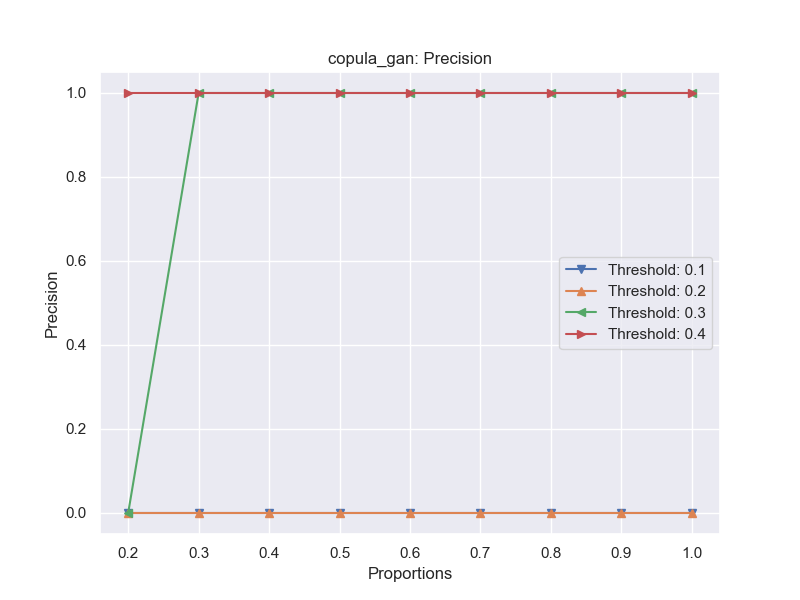 copula_gan: Precision
1.0
0.8
0.6
0.4
0.2
0.0
Precision
Threshold: 0.1
Threshold: 0.2
Threshold: 0.3
Threshold: 0.4
0.2 0.3 0.4 0.5 0.6 0.7 0.8 0.9 1.0
Proportions